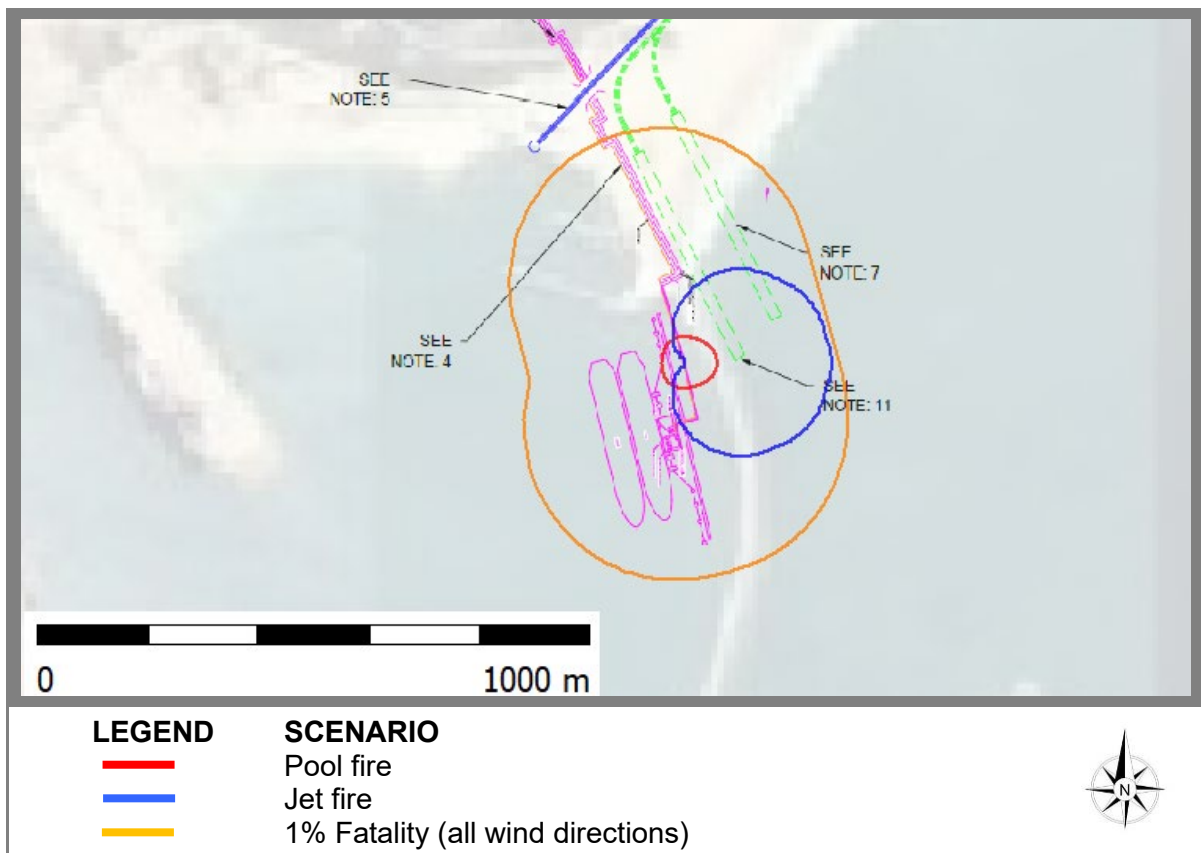 SEE
NOTE: 5
SEE
NOTE: 7
SEE
NOTE: 4
SEE
NOTE: 11
0 1000 m
LEGEND SCENARIO
Pool fire
Jet fire
1% Fatality (all wind directions)
N